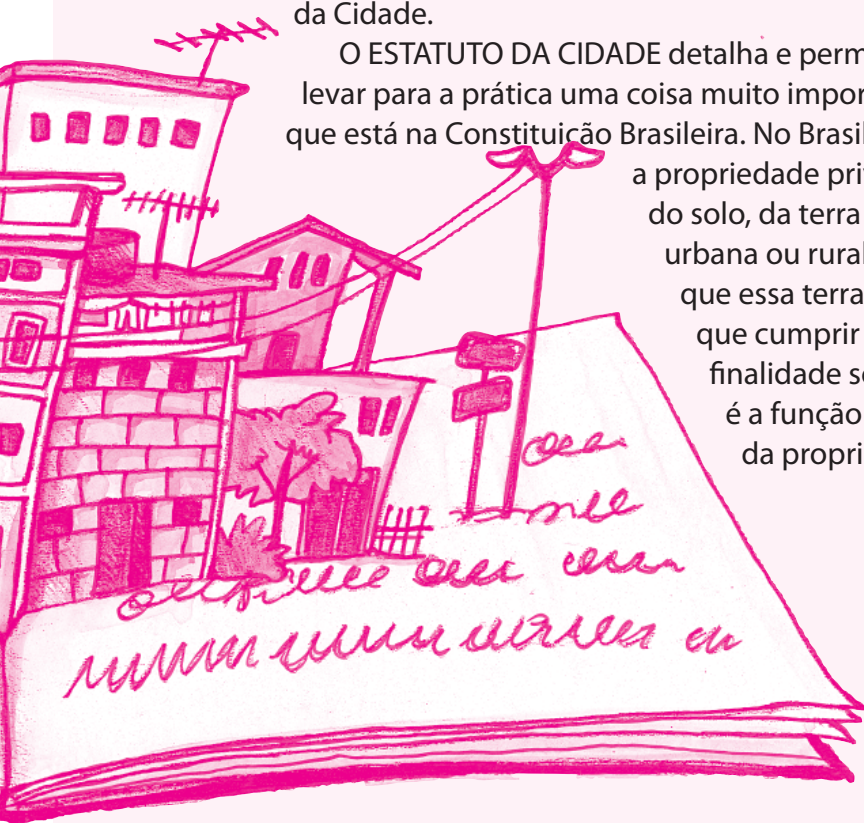 da Cidade.
O ESTATUTO DA CIDADE detalha e perm
levar para a prática uma coisa muito impor
que está na Constituição Brasileira. No Brasil
a propriedade pri
do solo, da terra
urbana ou rural
que essa terra
que cumprir
finalidade s
é a função
da propri